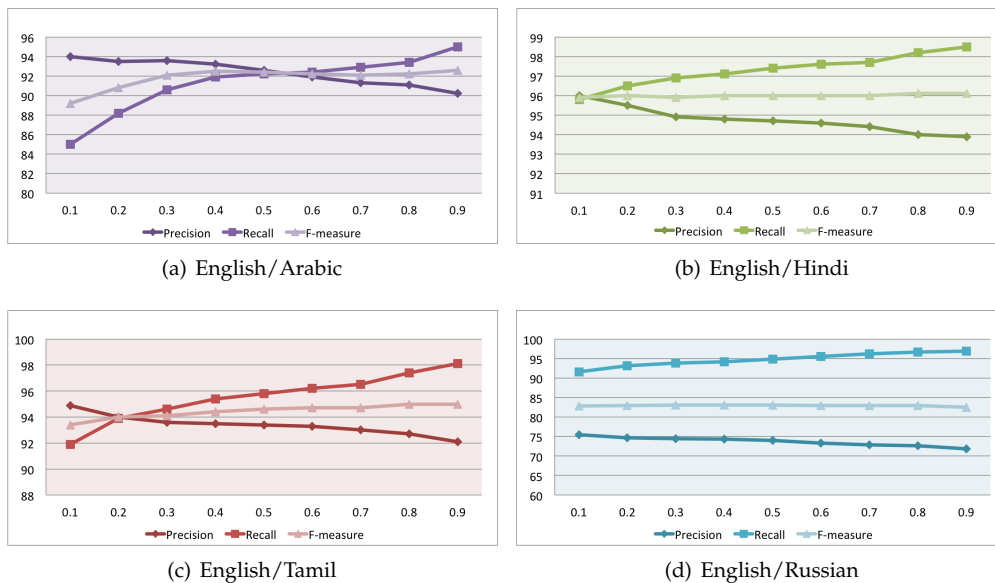 96
94
92
90
88
86
84
82
80
0.1 0.2 0.3 0.4 0.5 0.6 0.7 0.8 0.9
Precision Recall F-measure
(a) English/Arabic
99
98
97
96
95
94
93
92
91
0.1 0.2 0.3 0.4 0.5 0.6 0.7 0.8 0.9
Precision Recall F-measure
(b) English/Hindi
100
98
96
94
92
90
88
0.1 0.2 0.3 0.4 0.5 0.6 0.7 0.8 0.9
Precision Recall F-measure
(c) English/Tamil
100
95
90
85
80
75
70
65
60
0.1 0.2 0.3 0.4 0.5 0.6 0.7 0.8 0.9
Precision Recall F-measure
(d) English/Russian